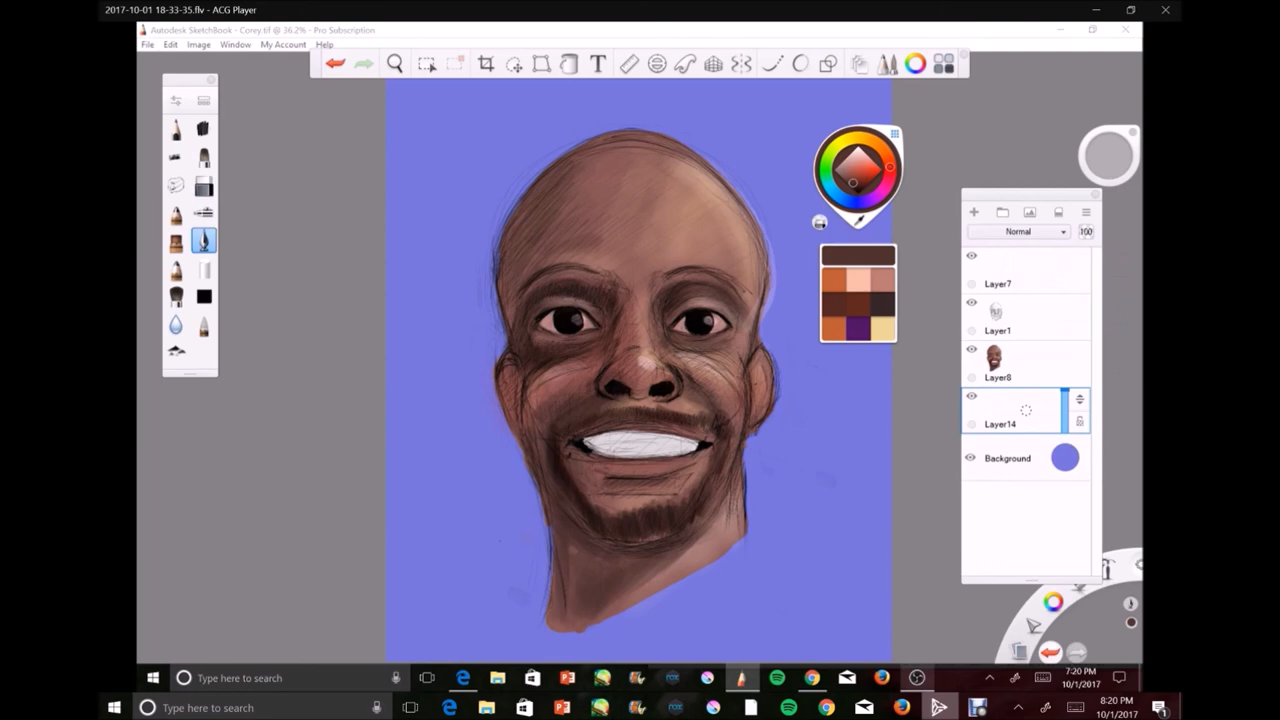 2017-10-01 18-33-35.flv - ACG Player
Autodesk SketchBook - Corey.tif @ 36.2% - Pro Subscription
File Edit Image Window My Account Help
T
Normal 100
Layer7
Layer1
Layer8
Layer14
Background
Type here to search
7:20 PM
10/1/2017
Type here to search
8:20 PM
10/1/2017